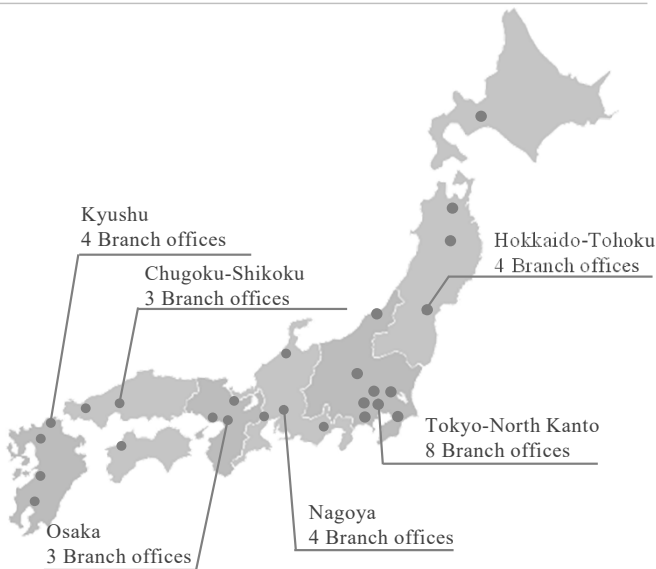 Kyushu
4 Branch offices
Chugoku-Shikoku
3 Branch offices
Hokkaido-Tohoku
4 Branch offices
Tokyo-North Kanto
8 Branch offices
Nagoya
4 Branch offices
Osaka
3 Branch offices